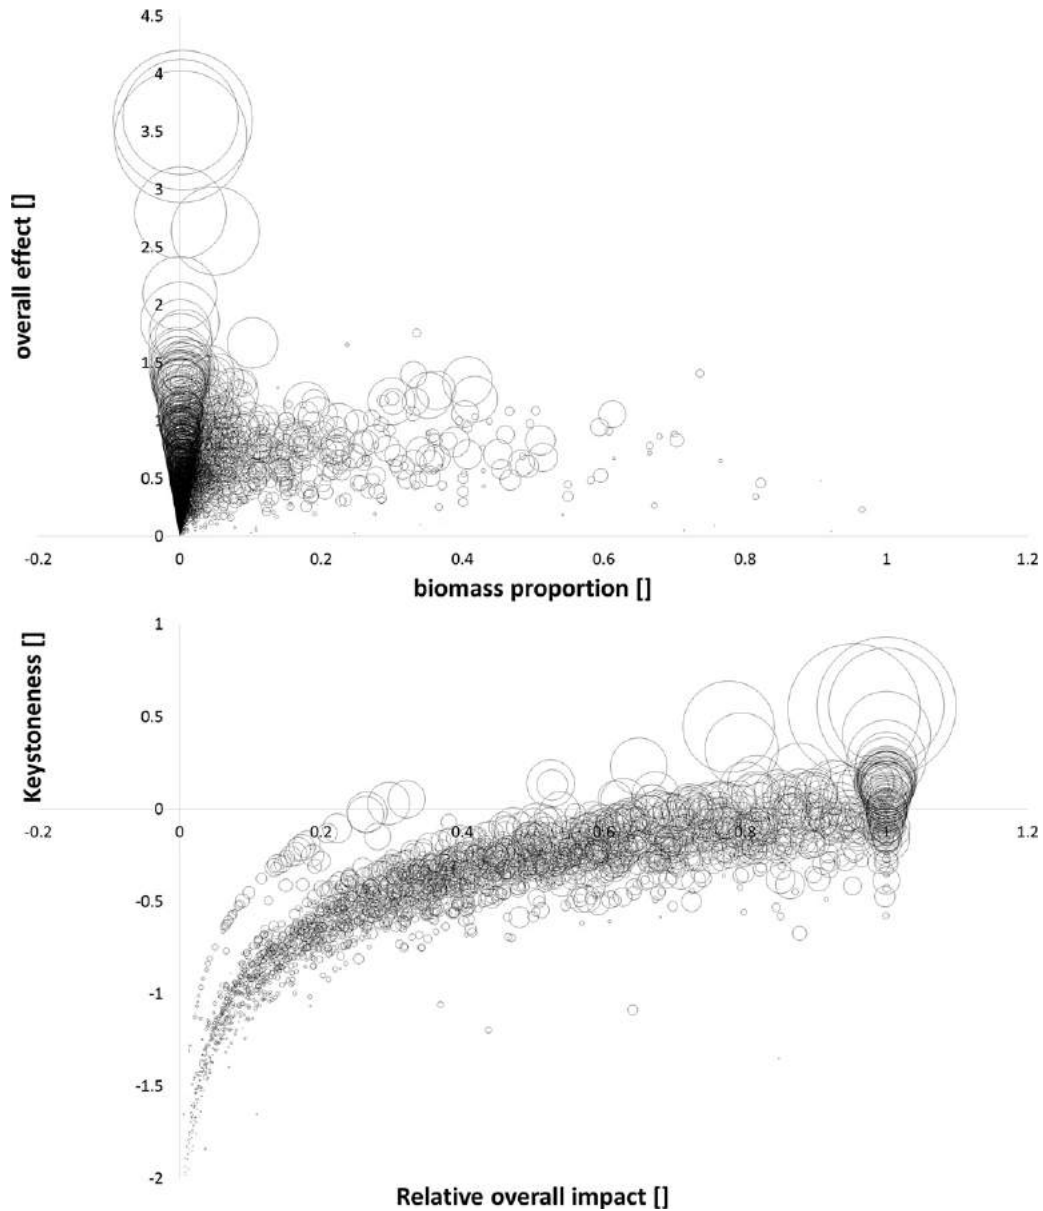 4.5
4
3.5
3
2.5
2
1.5
1
0.5
0
overall effect []
-0.2 0 0.2 0.4 0.6 0.8 1 1.2
biomass proportion []
1
0.5
0
-0.5
-1
-1.5
-2
Keystoneness []
-0.2 0 0.2 0.4 0.6 0.8 1 1.2
Relative overall impact []